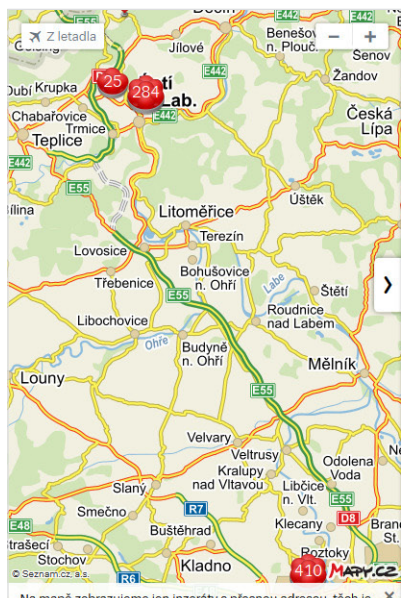 Děčín
E442
Z letadla
Jílové
Benešov
n. Plouč.
Šenov
− +
Žandov
25
Ústí
284
Lab.
Dubí
Krupka
E442
Chabařovice
Trmice
Teplice
Česká
Lípa
E442
E55
Bílina
Úštěk
Litoměřice
Terezín
Lovosice
Bohušovice
n. Ohří
Labe
Třebenice
E55
Štětí
Roudnice
nad Labem
Libochovice
Ohře
Budyně
n. Ohří
Mělník
Louny
E55
Velvary
Veltrusy
Kralupy
nad Vltavou
Odolena
Voda
Slaný
Libčice
n. Vlt.
E55
Smečno
R7
Klecany
D8
E48
Buštěhrad
Roztoky
Stochov
Kladno
410
MAPY.CZ
© Seznam.cz, a.s.
R6